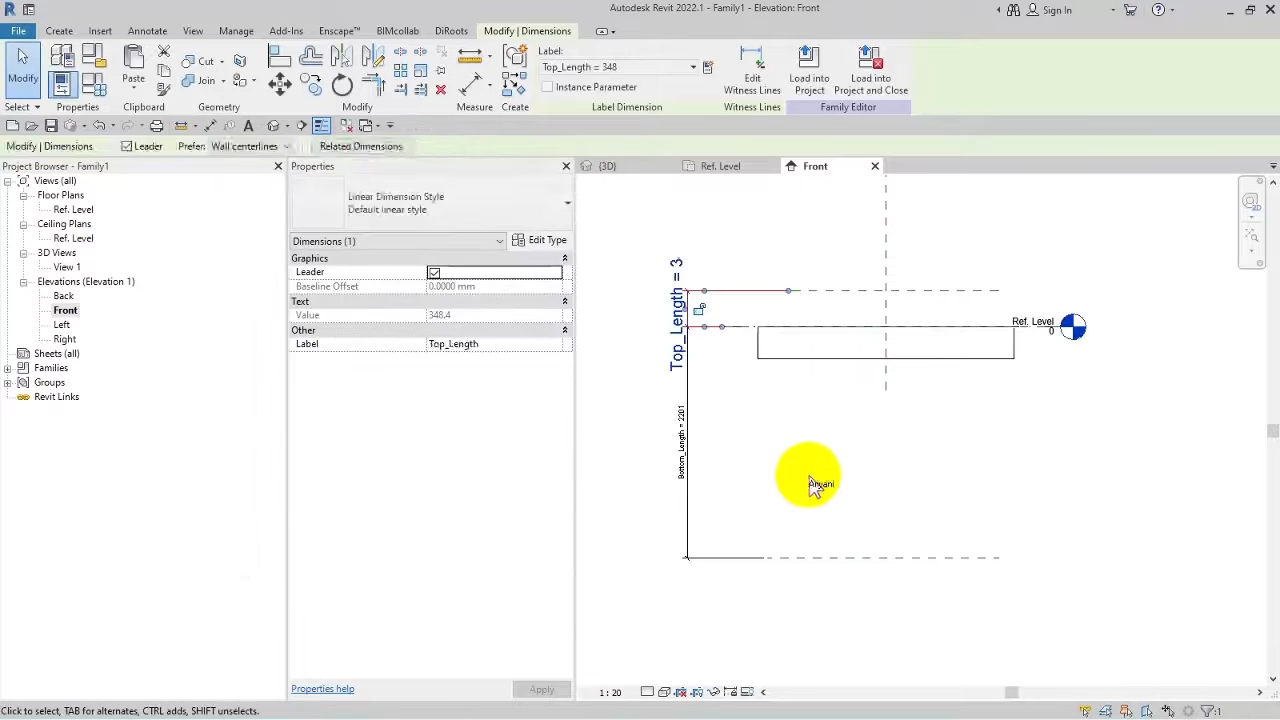 Autodesk Revit 2022.1 - Family1 - Elevation: Front
Sign In
File Create Insert Annotate View Manage Add-Ins Enscape™ BIMcollab DiRoots Modify | Dimensions
Modify
Paste
Cut
Join
Label:
Top_Length = 348
Instance Parameter
Edit
Witness Lines
Load into
Project
Load into
Project and Close
Select Properties Clipboard Geometry Modify Measure Create Label Dimension Witness Lines Family Editor
Modify | Dimensions Leader Prefer: Wall centerlines Related Dimensions
Project Browser - Family1
Views (all)
Floor Plans
Ref. Level
Ceiling Plans
Ref. Level
3D Views
View 1
Elevations (Elevation 1)
Back
Front
Left
Right
Sheets (all)
Families
Groups
Revit Links
Properties
Linear Dimension Style
Default linear style
Dimensions (1)
Edit Type
Graphics
Leader
Baseline Offset 0.0000 mm
Text
Value 348.4
Other
Label Top_Length
Properties help
Apply
{3D} Ref. Level Front
2D
Top_Length = 3
Ref. Level
0
Bottom_Length = 2201
1 : 20
Click to select, TAB for alternates, CTRL adds, SHIFT unselects.
:1